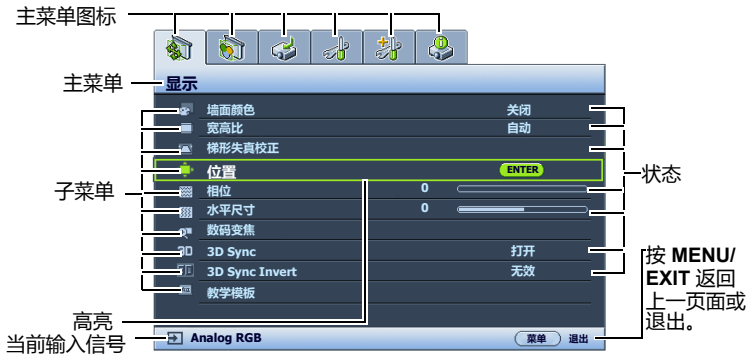 主菜单图标
主菜单
显示
墙面颜色 关闭
宽高比 自动
梯形失真校正
位置 ENTER
相位 0
水平尺寸 0
数码变焦
3D 3D Sync 打开
3D Sync Invert 无效
教学模板
子菜单
状态
高亮
当前输入信号
Analog RGB
菜单 退出
按 MENU/
EXIT 返回
上一页面或
退出。